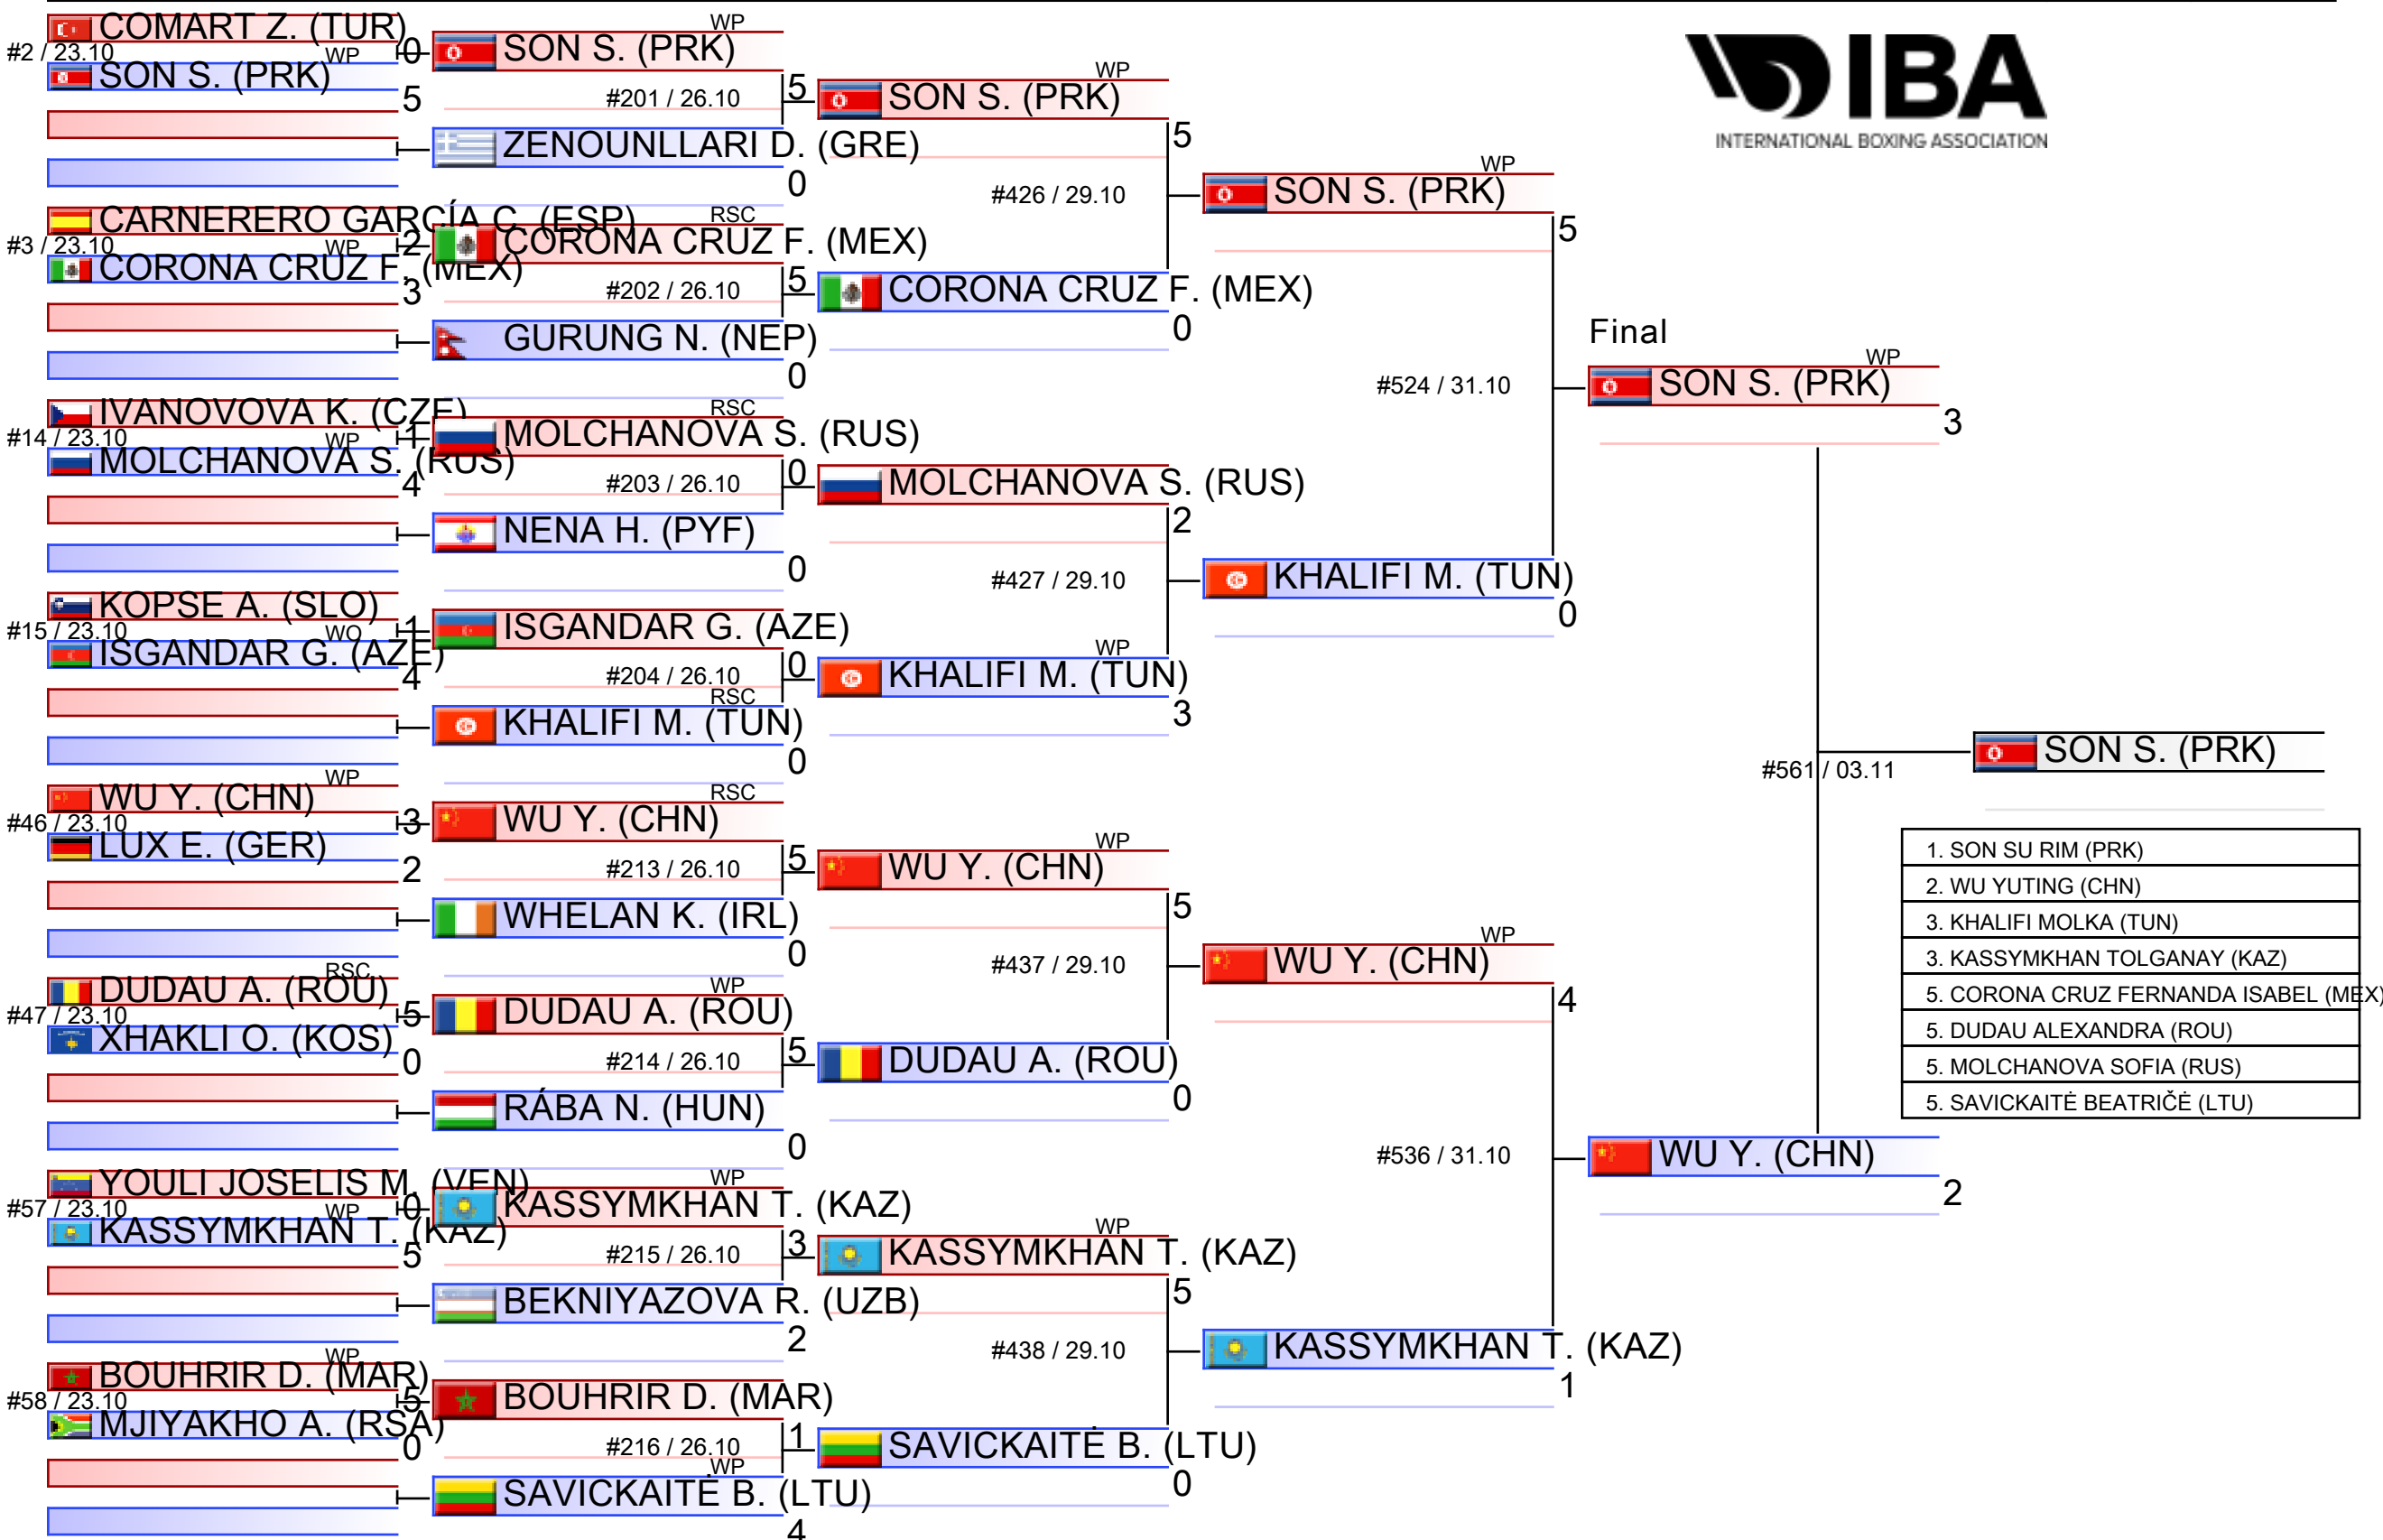 IBA
INTERNATIONAL BOXING ASSOCIATION
COMART Z. (TUR)
0
#2 / 23.10
WP
SON S. (PRK)
5
CARNERERO GARCÍA C. (ESP)
2
#3 / 23.10
WP
CORONA CRUZ F. (MEX)
3
IVANOVOVA K. (CZE)
1
#14 / 23.10
WP
MOLCHANOVA S. (RUS)
4
KOPSE A. (SLO)
1
#15 / 23.10
WO
ISGANDAR G. (AZE)
4
WP
WU Y. (CHN)
3
#46 / 23.10
LUX E. (GER)
2
RSC
DUDAU A. (ROU)
5
#47 / 23.10
XHAKLI O. (KOS)
0
YOULI JOSELIS M. (VEN)
0
#57 / 23.10
WP
KASSYMKHAN T. (KAZ)
5
WP
BOUHRIR D. (MAR)
5
#58 / 23.10
MJIYAKHO A. (RSA)
0
WP
SON S. (PRK)
5
#201 / 26.10
ZENOUNLLARI D. (GRE)
0
RSC
CORONA CRUZ F. (MEX)
5
#202 / 26.10
GURUNG N. (NEP)
0
RSC
MOLCHANOVA S. (RUS)
0
#203 / 26.10
NENA H. (PYF)
0
ISGANDAR G. (AZE)
0
#204 / 26.10
RSC
KHALIFI M. (TUN)
0
RSC
WU Y. (CHN)
5
#213 / 26.10
WHELAN K. (IRL)
0
WP
DUDAU A. (ROU)
5
#214 / 26.10
RÁBA N. (HUN)
0
WP
KASSYMKHAN T. (KAZ)
3
#215 / 26.10
BEKNIYAZOVA R. (UZB)
2
BOUHRIR D. (MAR)
1
#216 / 26.10
WP
SAVICKAITĖ B. (LTU)
4
WP
SON S. (PRK)
5
#426 / 29.10
CORONA CRUZ F. (MEX)
0
MOLCHANOVA S. (RUS)
2
#427 / 29.10
WP
KHALIFI M. (TUN)
3
WP
WU Y. (CHN)
5
#437 / 29.10
DUDAU A. (ROU)
0
WP
KASSYMKHAN T. (KAZ)
5
#438 / 29.10
SAVICKAITĖ B. (LTU)
0
WP
SON S. (PRK)
5
#524 / 31.10
KHALIFI M. (TUN)
0
WP
WU Y. (CHN)
4
#536 / 31.10
KASSYMKHAN T. (KAZ)
1
Final
WP
SON S. (PRK)
3
#561 / 03.11
WU Y. (CHN)
2
SON S. (PRK)
1. SON SU RIM (PRK)
2. WU YUTING (CHN)
3. KHALIFI MOLKA (TUN)
3. KASSYMKHAN TOLGANAY (KAZ)
5. CORONA CRUZ FERNANDA ISABEL (MEX)
5. DUDAU ALEXANDRA (ROU)
5. MOLCHANOVA SOFIA (RUS)
5. SAVICKAITĖ BEATRIČĖ (LTU)